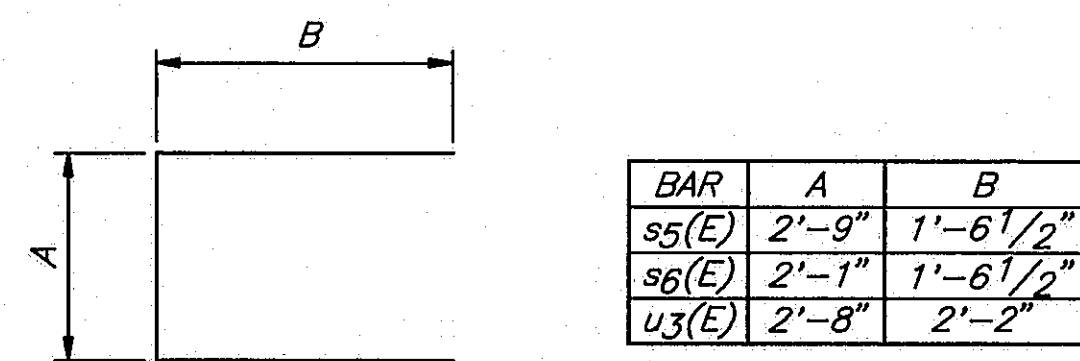 B
A
BAR A B
s5(E) 2'-9" 1'-6 1/2"
s6(E) 2'-1" 1'-6 1/2"
u3(E) 2'-8" 2'-2"